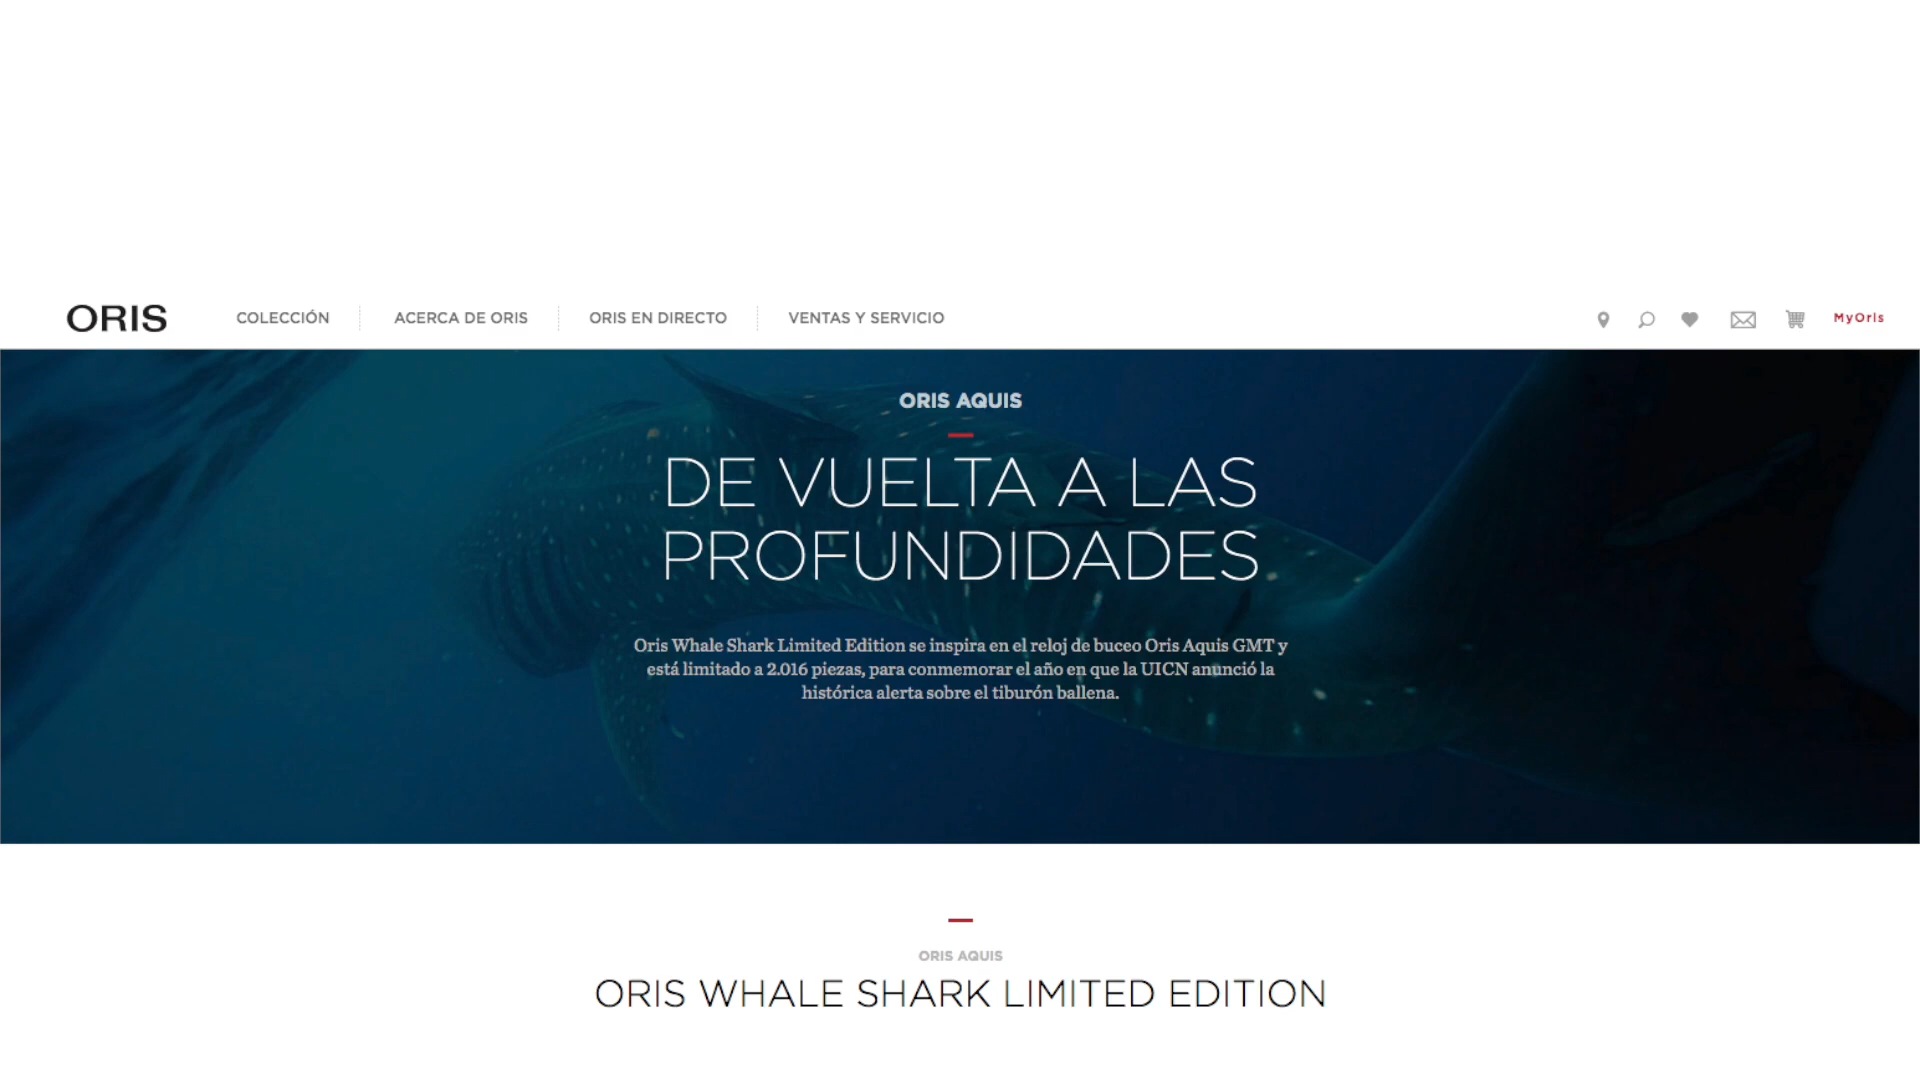 ORIS
COLECCIÓN
ACERCA DE ORIS
ORIS EN DIRECTO
VENTAS Y SERVICIO
MyOris
ORIS AQUIS
DE VUELTA A LAS
PROFUNDIDADES
Oris Whale Shark Limited Edition se inspira en el reloj de buceo Oris Aquis GMT y
está limitado a 2.016 piezas, para conmemorar el año en que la UICN anunció la
histórica alerta sobre el tiburón ballena.
ORIS AQUIS
ORIS WHALE SHARK LIMITED EDITION